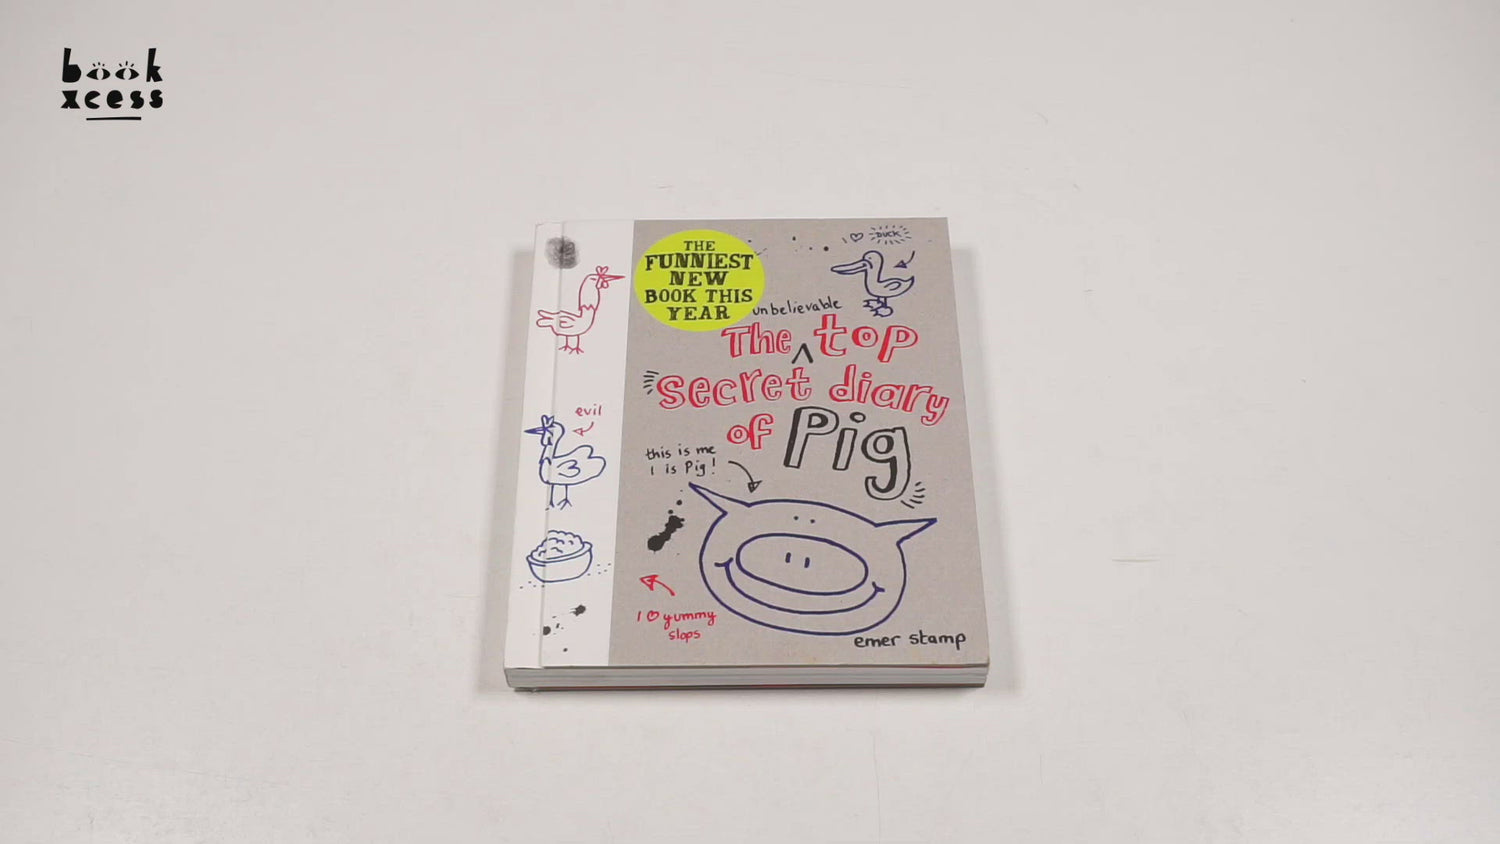 book
xcess
THE
FUNNIEST
NEW
BOOK THIS
YEAR
I ♡ DUCK
unbelievable
The ^ top
secret diary
of Pig
evil
this is me
I is Pig!
I ♡ yummy
slops
emer stamp